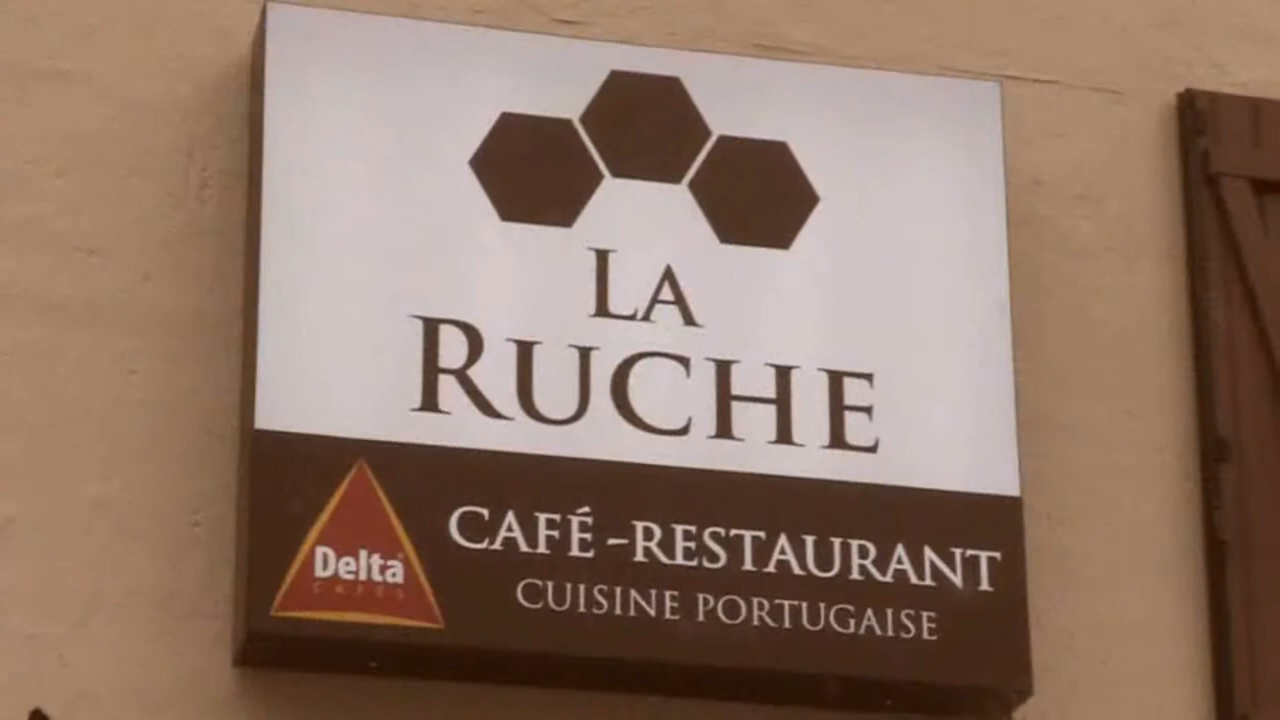 LA
RUCHE
CAFÉ-RESTAURANT
CUISINE PORTUGAISE
Delta
CAFÉS